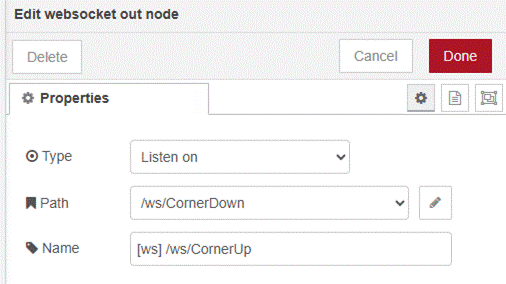 Edit websocket out node
Delete
Cancel
Done
Properties
Type
Listen on
Path
/ws/CornerDown
Name
[ws] /ws/CornerUp